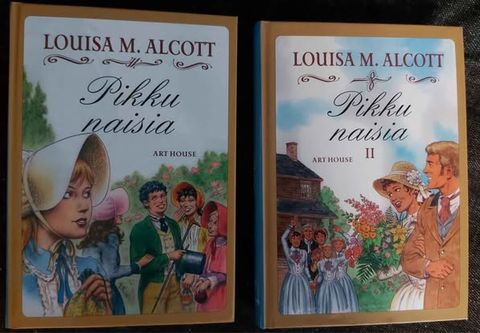 LOUISA M. ALCOTT
Pikku
naisia
ART HOUSE
LOUISA M. ALCOTT
Pikku
naisia
II
ART HOUSE